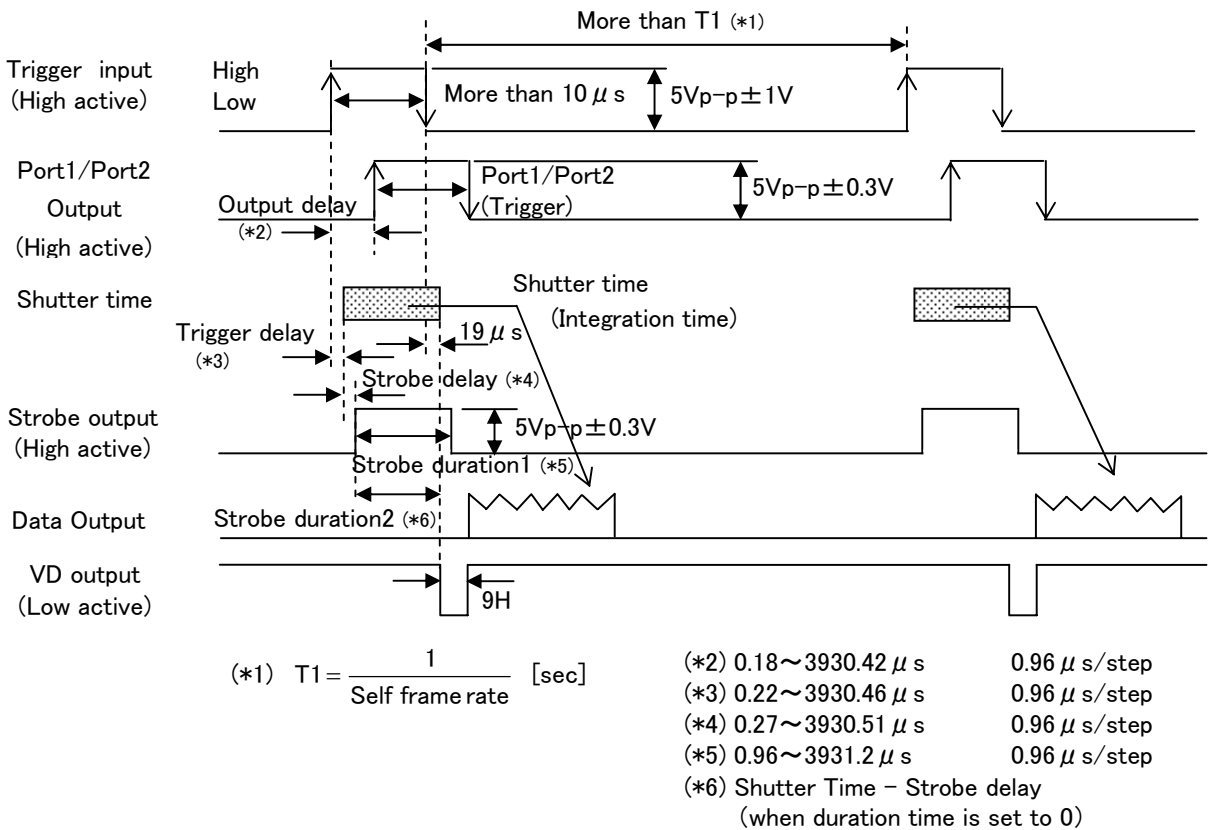 More than T1 (*1)
Trigger input
(High active)
High
Low
More than 10 μ s
5Vp-p±1V
Port1/Port2
Output
(High active)
Output delay
(*2)
Port1/Port2
(Trigger)
5Vp-p±0.3V
Shutter time
Shutter time
(Integration time)
Trigger delay
(*3)
19 μ s
Strobe delay (*4)
Strobe output
(High active)
5Vp-p±0.3V
Strobe duration1 (*5)
Data Output
Strobe duration2 (*6)
VD output
(Low active)
9H
(*1) T1 = 1 / Self frame rate [sec]
(*2) 0.18～3930.42 μ s 0.96 μ s/step
(*3) 0.22～3930.46 μ s 0.96 μ s/step
(*4) 0.27～3930.51 μ s 0.96 μ s/step
(*5) 0.96～3931.2 μ s 0.96 μ s/step
(*6) Shutter Time - Strobe delay
(when duration time is set to 0)